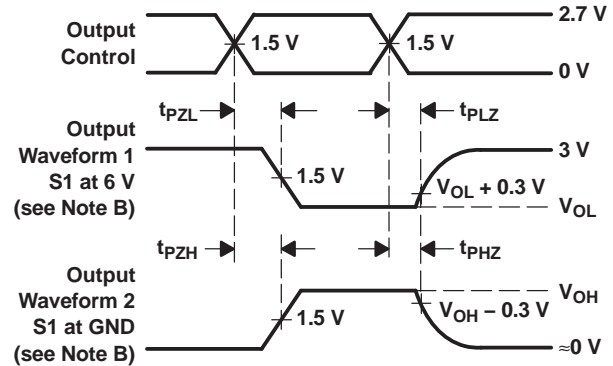 2.7 V
Output
Control
1.5 V
1.5 V
0 V
tPZL
tPLZ
Output
Waveform 1
S1 at 6 V
(see Note B)
3 V
1.5 V
VOL + 0.3 V
VOL
tPZH
tPHZ
Output
Waveform 2
S1 at GND
(see Note B)
VOH
1.5 V
VOH − 0.3 V
≈0 V